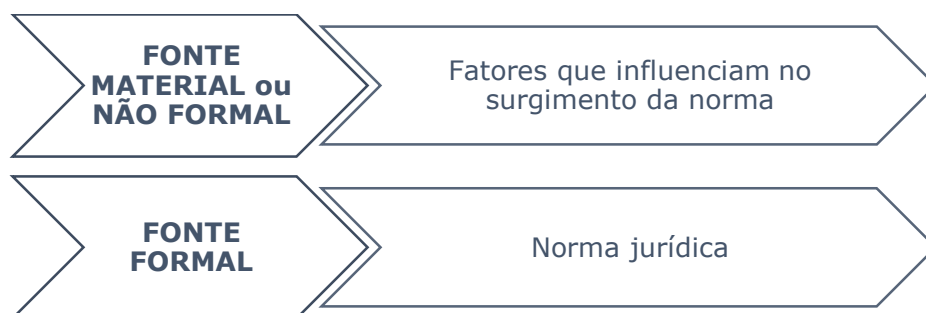 FONTE
MATERIAL ou
NÃO FORMAL
Fatores que influenciam no
surgimento da norma
FONTE
FORMAL
Norma jurídica